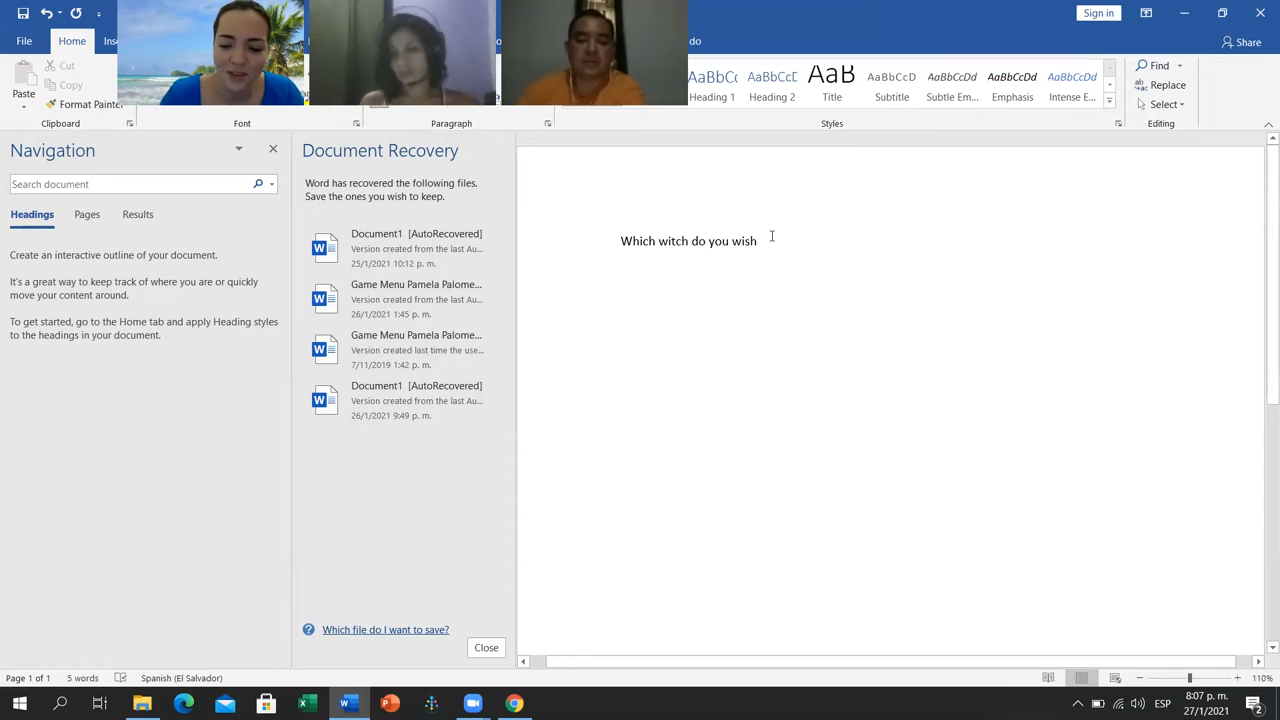 Sign in
File
Home
Share
Cut
Copy
Paste
Format Painter
AaBbCc
AaBbCcD
AaB
AaBbCcD
AaBbCcDd
AaBbCcDd
AaBbCcDd
Heading 1
Heading 2
Title
Subtitle
Subtle Em...
Emphasis
Intense E...
Find
Replace
Select
Clipboard
Font
Paragraph
Styles
Editing
Navigation
Search document
Headings
Pages
Results
Create an interactive outline of your document.
It's a great way to keep track of where you are or quickly
move your content around.
To get started, go to the Home tab and apply Heading styles
to the headings in your document.
Document Recovery
Word has recovered the following files.
Save the ones you wish to keep.
Document1 [AutoRecovered]
Version created from the last Au...
25/1/2021 10:12 p. m.
Game Menu Pamela Palome...
Version created from the last Au...
26/1/2021 1:45 p. m.
Game Menu Pamela Palome...
Version created last time the use...
7/11/2019 1:42 p. m.
Document1 [AutoRecovered]
Version created from the last Au...
26/1/2021 9:49 p. m.
Which file do I want to save?
Close
Which witch do you wish
Page 1 of 1
5 words
Spanish (El Salvador)
110%
ESP
8:07 p. m.
27/1/2021
2